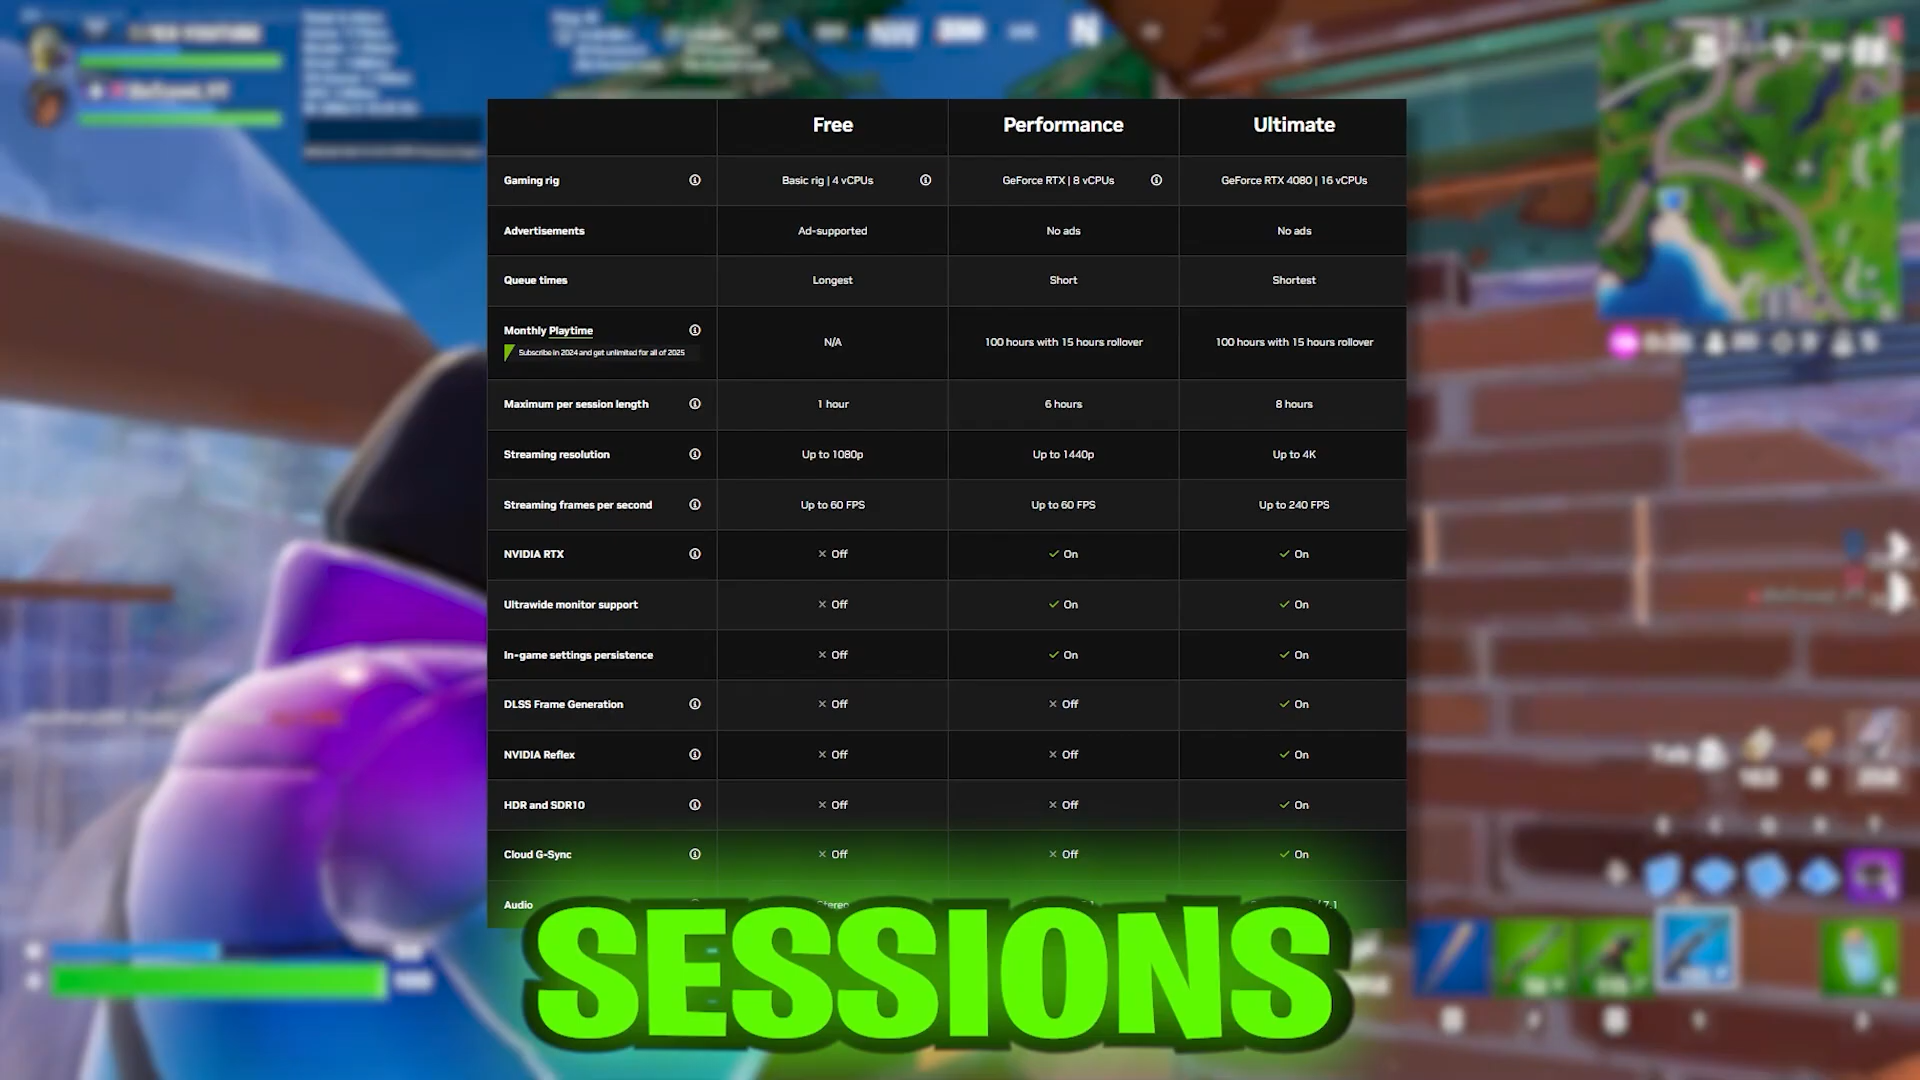 Free Performance Ultimate
Gaming rig Basic rig | 4 vCPUs GeForce RTX | 8 vCPUs GeForce RTX 4080 | 16 vCPUs
Advertisements Ad-supported No ads No ads
Queue times Longest Short Shortest
Monthly Playtime
Subscribe in 2024 and get unlimited for all of 2025
N/A 100 hours with 15 hours rollover 100 hours with 15 hours rollover
Maximum per session length 1 hour 6 hours 8 hours
Streaming resolution Up to 1080p Up to 1440p Up to 4K
Streaming frames per second Up to 60 FPS Up to 60 FPS Up to 240 FPS
NVIDIA RTX Off On On
Ultrawide monitor support Off On On
In-game settings persistence Off On On
DLSS Frame Generation Off Off On
NVIDIA Reflex Off Off On
HDR and SDR10 Off Off On
Cloud G-Sync Off Off On
Audio Stereo
SESSIONS